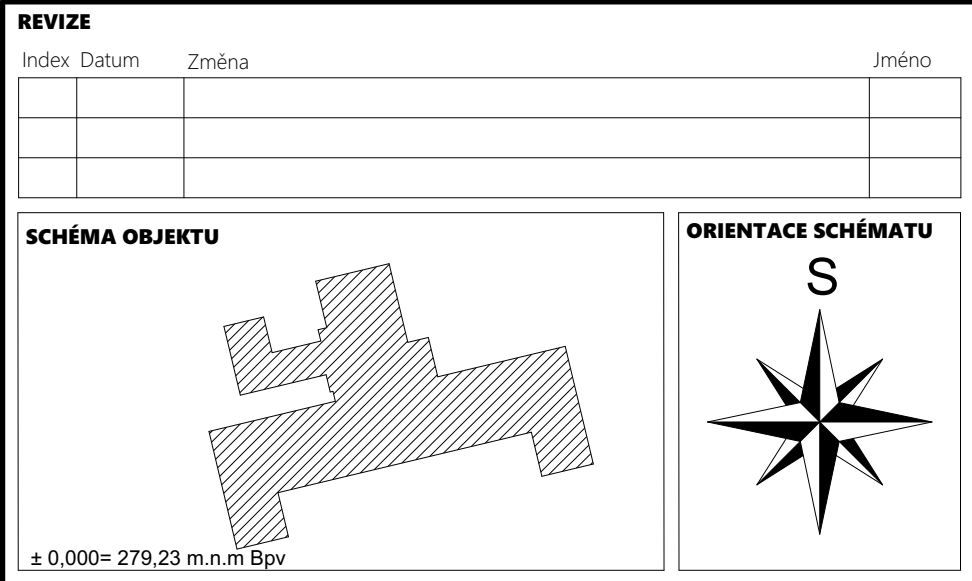 REVIZE
Index Datum Změna Jméno
SCHÉMA OBJEKTU
± 0,000= 279,23 m.n.m Bpv
ORIENTACE SCHÉMATU
S